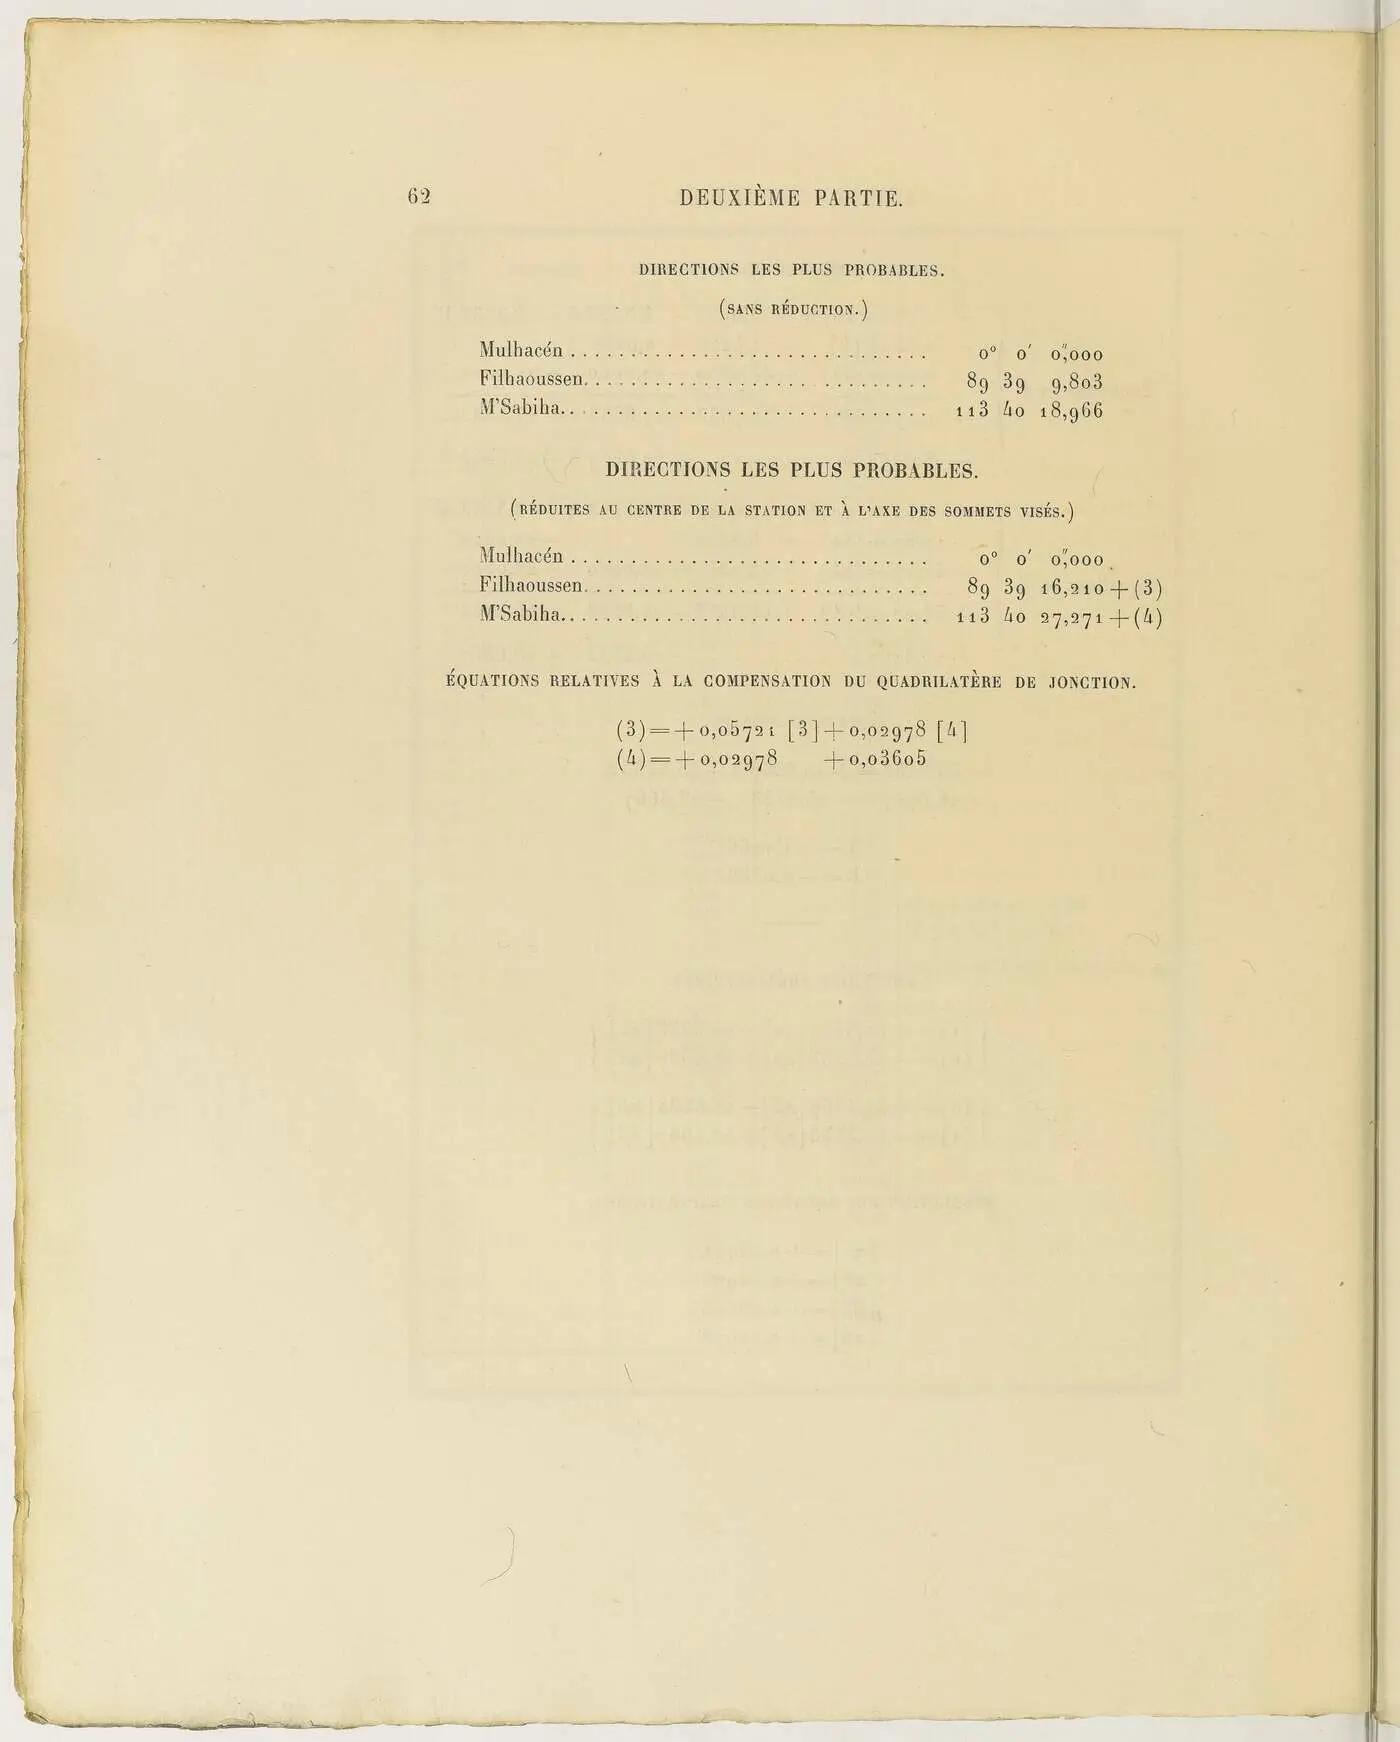 62 DEUXIÈME PARTIE.
DIRECTIONS LES PLUS PROBABLES.
(SANS RÉDUCTION.)
Mulhacén .............................. 0° 0′ 0″,000
Filhaoussen............................. 89 39 9,803
M'Sabiha............................... 113 40 18,966
DIRECTIONS LES PLUS PROBABLES.
(RÉDUITES AU CENTRE DE LA STATION ET À L'AXE DES SOMMETS VISÉS.)
Mulhacén .............................. 0° 0′ 0″,000
Filhaoussen............................. 89 39 16,210+(3)
M'Sabiha............................... 113 40 27,271+(4)
ÉQUATIONS RELATIVES À LA COMPENSATION DU QUADRILATÈRE DE JONCTION.
(3)=+0,05721 [3]+0,02978 [4]
(4)=+0,02978 +0,03605